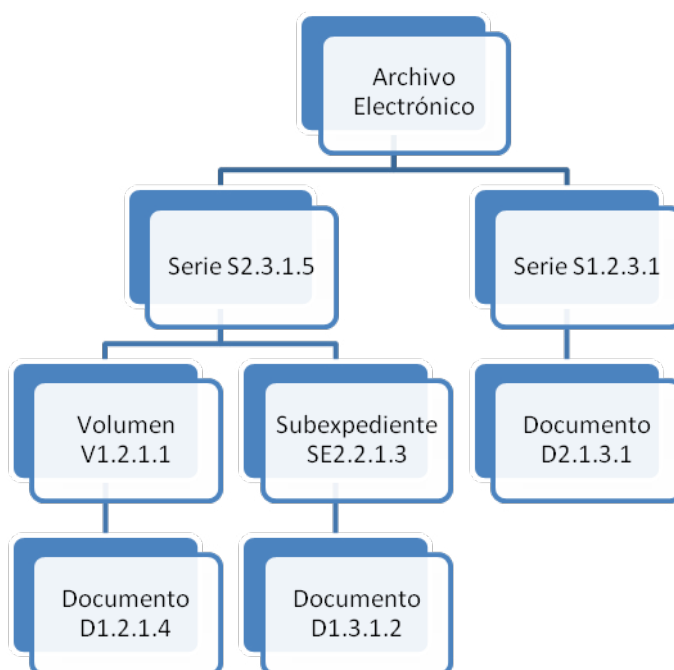 Archivo
Electrónico
Serie S2.3.1.5
Serie S1.2.3.1
Volumen
V1.2.1.1
Subexpediente
SE2.2.1.3
Documento
D2.1.3.1
Documento
D1.2.1.4
Documento
D1.3.1.2